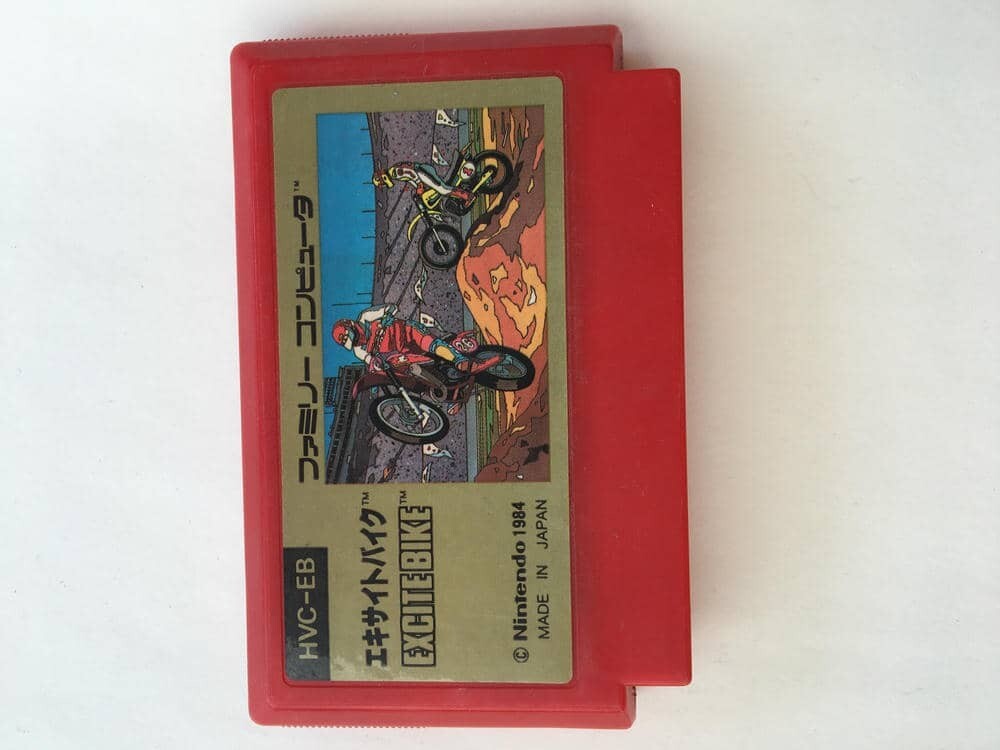 HVC-EB
ファミリー コンピュータ™
エキサイトバイク™
EXCITEBIKE™
© Nintendo 1984
MADE IN JAPAN